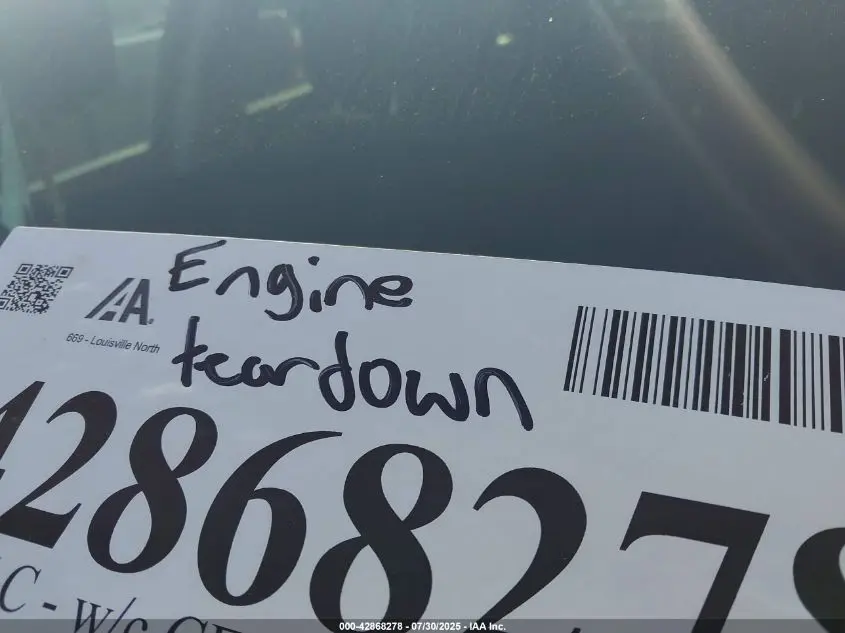 IAA
Engine
669 - Louisville North
teardown
4286827
C - W/c
000-42868278 - 07/30/2025 - IAA Inc.